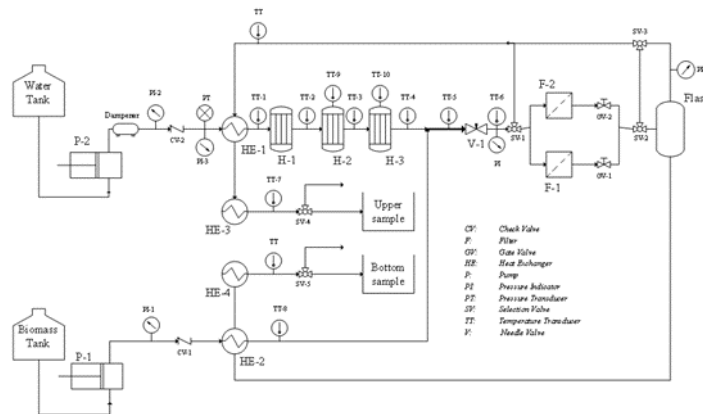 TT
SV-3
PI-2
PT
TT-9
TT-10
Water
Tank
Dampener
TT-1
TT-2
TT-3
TT-4
TT-5
TT-6
F-2
P-2
CV-2
PI-3
HE-1
H-1
H-2
H-3
V-1
PI
SV-1
GV-2
SV-2
Flas
F-1
GV-1
TT-7
HE-3
SV-4
Upper
sample
TT
HE-4
SV-5
Bottom
sample
CV: Check Valve
F: Filter
GV: Gate Valve
HE: Heat Exchanger
P: Pump
PI: Pressure Indicator
PT: Pressure Transducer
SV: Selection Valve
TT: Temperature Transducer
V: Needle Valve
Biomass
Tank
PI-1
P-1
CV-1
HE-2